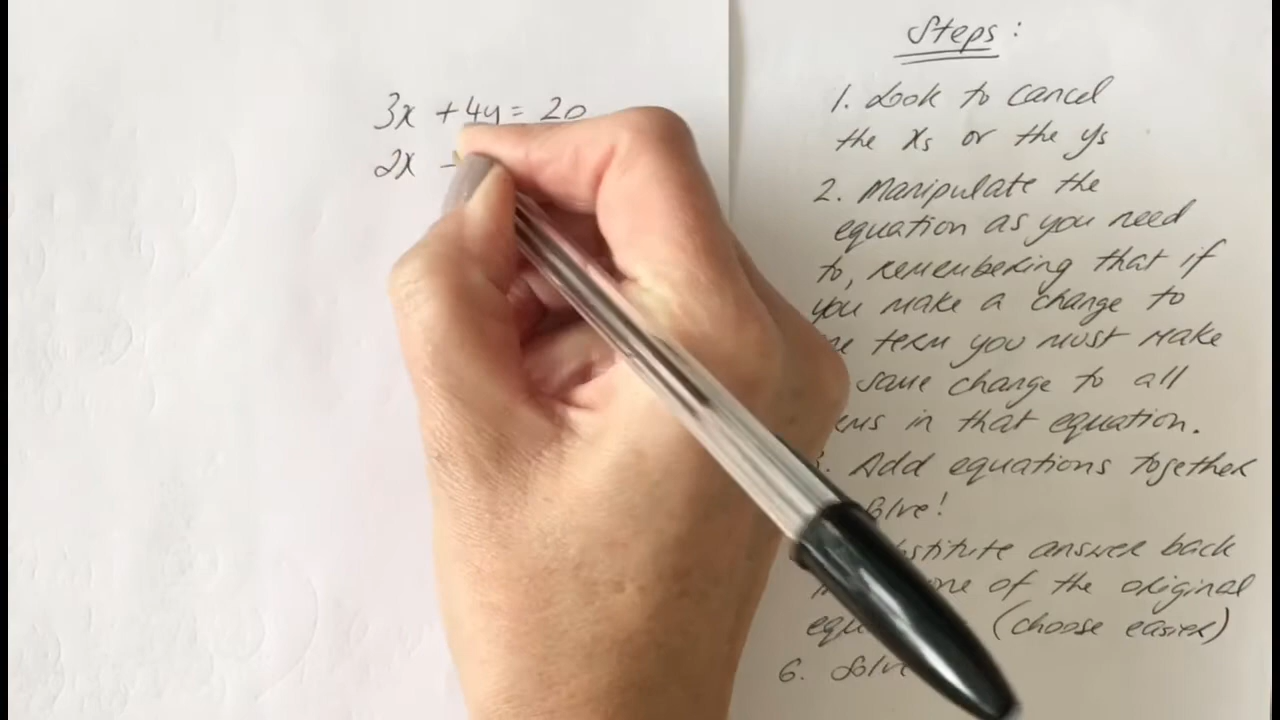 3x + 4y = 20
2x -
Steps:
1. Look to cancel
the xs or the ys
2. Manipulate the
equation as you need
to, remembering that if
you make a change to
term you must make
same change to all
in that equation.
Add equations together
Solve!
answer back
one of the original
(choose easier)
6. Solve